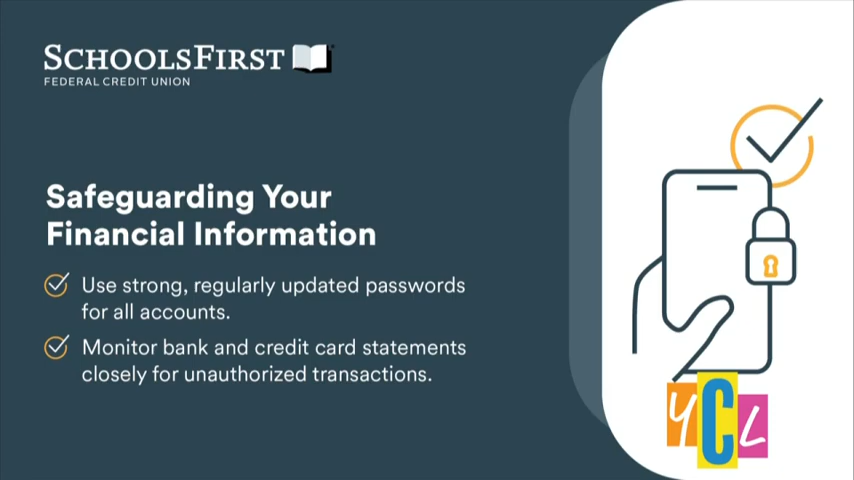 SCHOOLSFIRST
FEDERAL CREDIT UNION
Safeguarding Your
Financial Information
Use strong, regularly updated passwords
for all accounts.
Monitor bank and credit card statements
closely for unauthorized transactions.
YCL